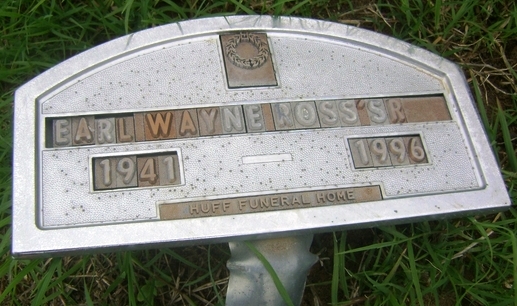 EARL WAYNE ROSS SR
1941 1996
HUFF FUNERAL HOME